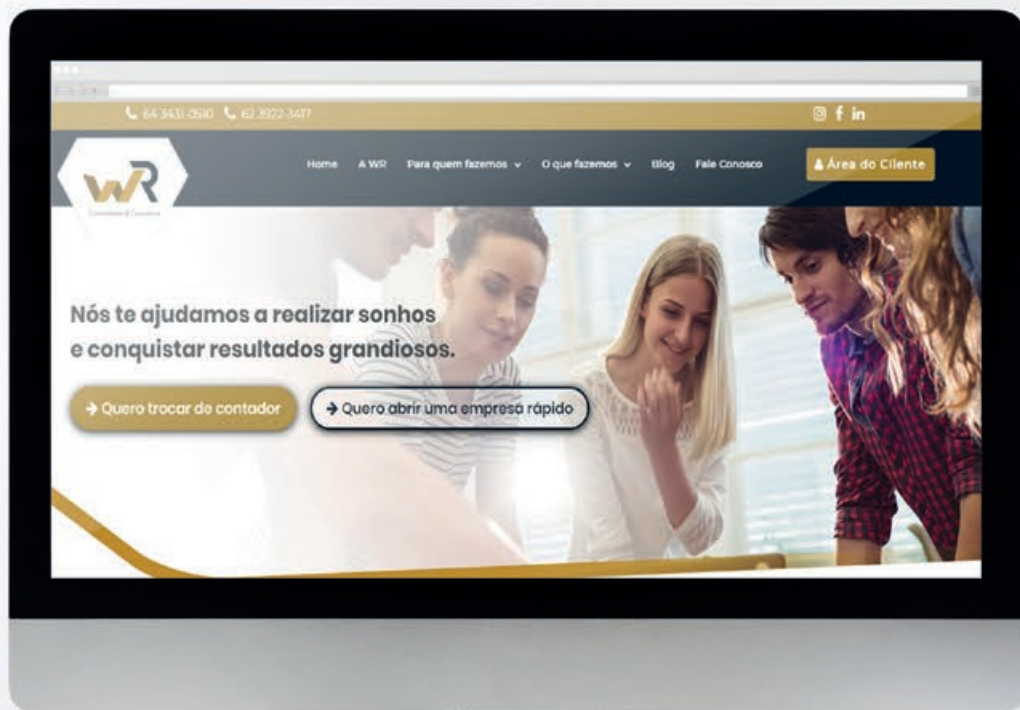 64 3431-0510 62 3922-3417
Home A WR Para quem fazemos O que fazemos Blog Fale Conosco Área do Cliente
WR
Nós te ajudamos a realizar sonhos
e conquistar resultados grandiosos.
Quero trocar de contador Quero abrir uma empresa rápido